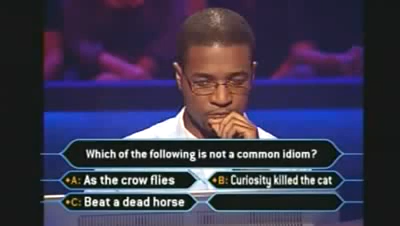 Which of the following is not a common idiom?
A: As the crow flies
B: Curiosity killed the cat
C: Beat a dead horse